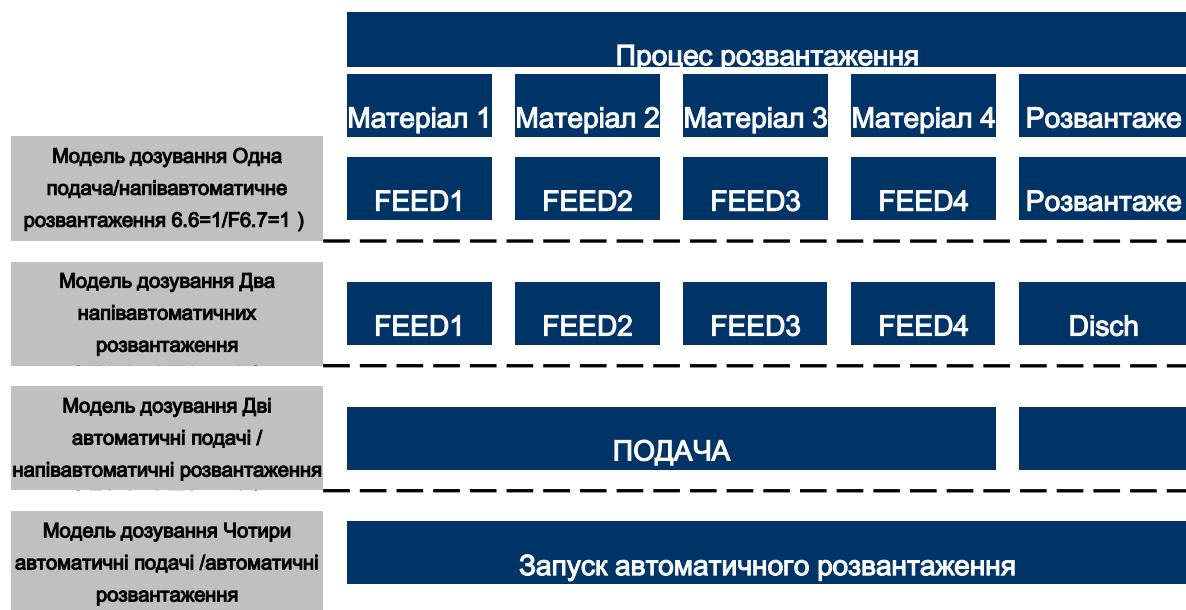 Процес розвантаження
Матеріал 1 Матеріал 2 Матеріал 3 Матеріал 4 Розвантаже
Модель дозування Одна
подача/напівавтоматичне
розвантаження 6.6=1/F6.7=1 )
FEED1 FEED2 FEED3 FEED4 Розвантаже
Модель дозування Два
напівавтоматичних
розвантаження
FEED1 FEED2 FEED3 FEED4 Disch
Модель дозування Дві
автоматичні подачі /
напівавтоматичні розвантаження
ПОДАЧА
Модель дозування Чотири
автоматичні подачі /автоматичні
розвантаження
Запуск автоматичного розвантаження